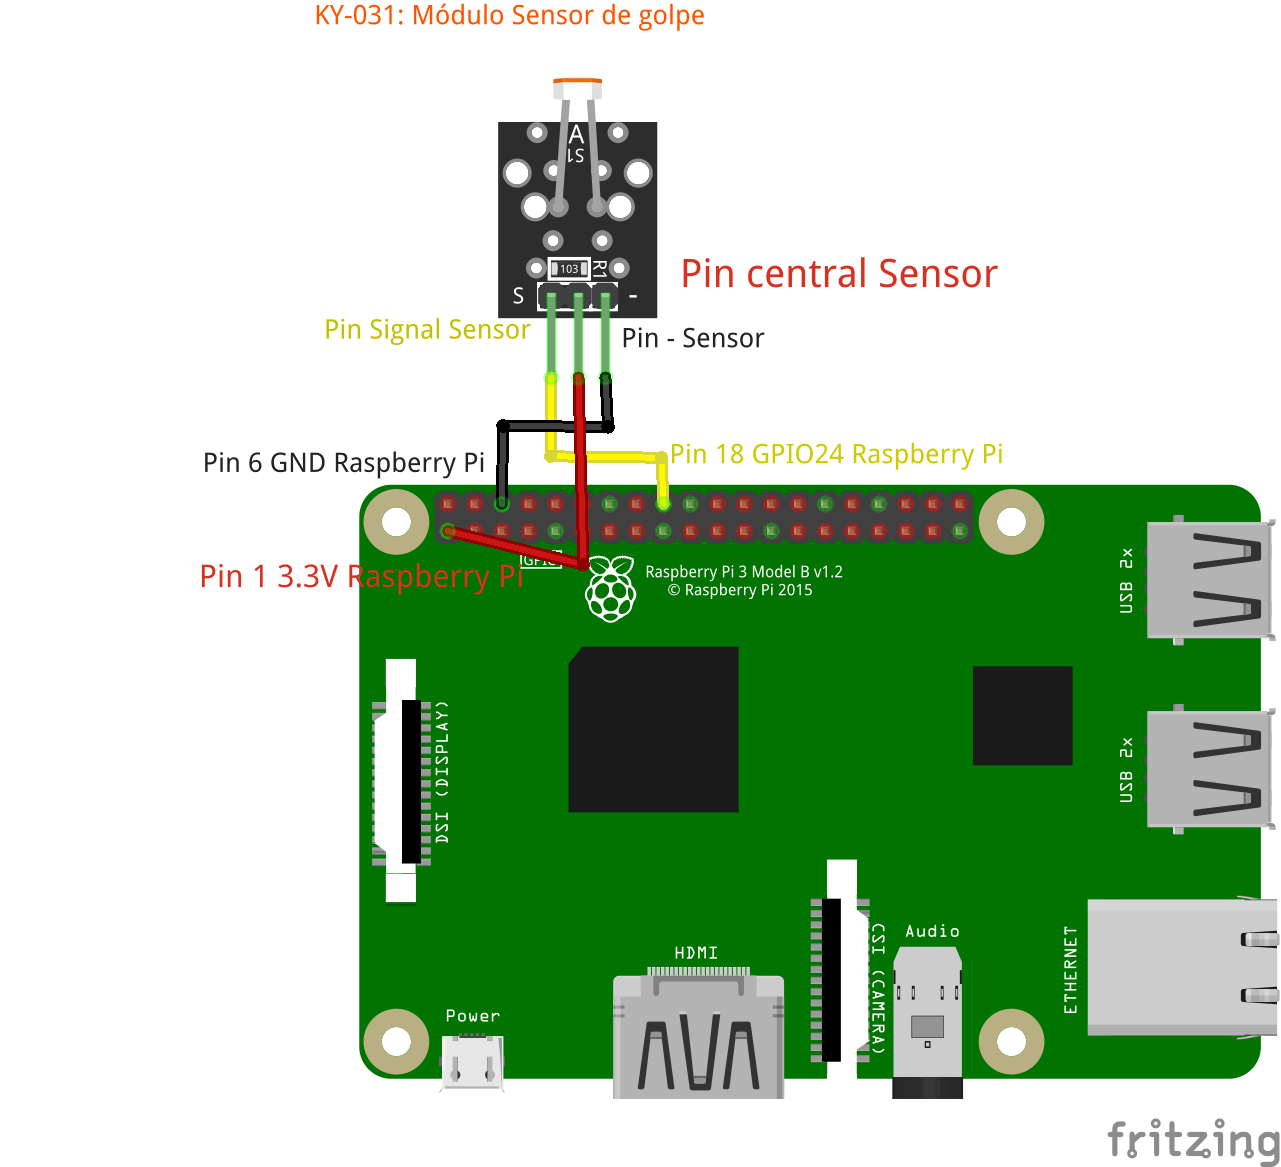 KY-031: Módulo Sensor de golpe
A
S1
103
R1
S
-
Pin central Sensor
Pin Signal Sensor
Pin - Sensor
Pin 6 GND Raspberry Pi
Pin 18 GPIO24 Raspberry Pi
GPIO
Pin 1 3.3V Raspberry Pi
Raspberry Pi 3 Model B v1.2
© Raspberry Pi 2015
USB 2x
USB 2x
DSI (DISPLAY)
HDMI
CSI (CAMERA)
Audio
ETHERNET
Power
fritzing